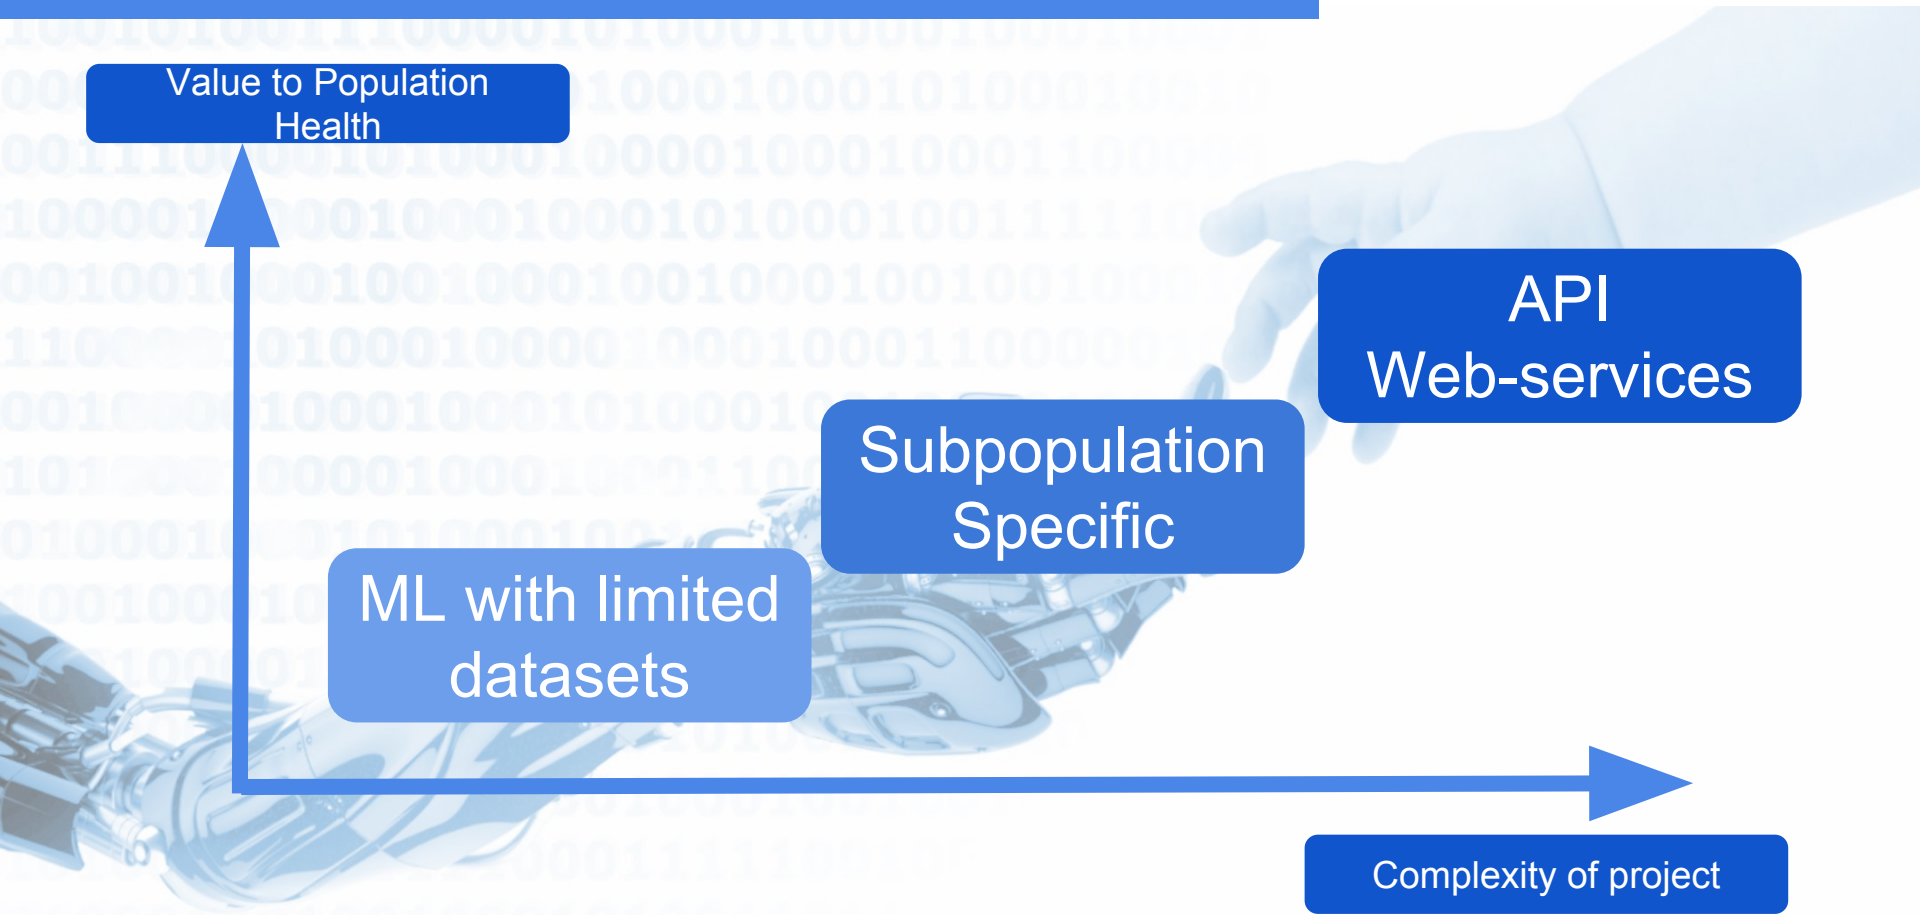 Value to Population
Health
API
Web-services
Subpopulation
Specific
ML with limited
datasets
Complexity of project